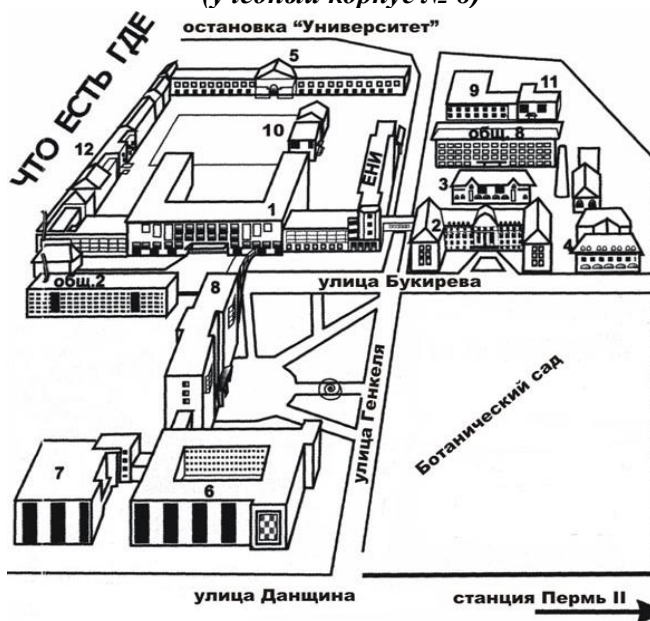 (учебный корпус № 8)
остановка “Университет”
ЧТО ЕСТЬ ГДЕ
5
11
9
10
общ. 8
12
ЕНИ
3
1
2
4
общ.2
8
улица Букирева
улица Генкеля
Ботанический сад
7
6
улица Данщина
станция Пермь II